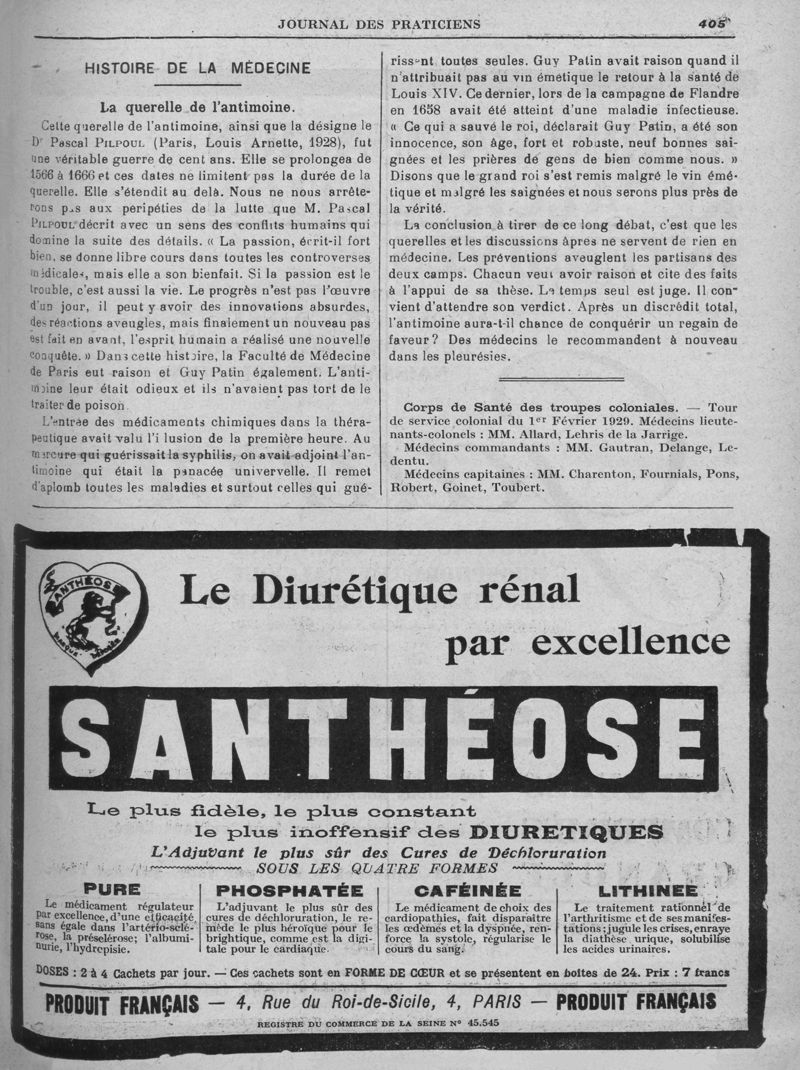 JOURNAL DES PRATICIENS 405
HISTOIRE DE LA MÉDECINE
La querelle de l'antimoine.
Cette querelle de l'antimoine, ainsi que la désigne le
Dr Pascal PILPOUL (Paris, Louis Arnette, 1928), fut
une véritable guerre de cent ans. Elle se prolongea de
1566 à 1666 et ces dates ne limitent pas la durée de la
querelle. Elle s'étendit au delà. Nous ne nous arrête-
rons pas aux peripéties de la lutte que M. Pascal
PILPOUL décrit avec un sens des conflits humains qui
domine la suite des détails. « La passion, écrit-il fort
bien, se donne libre cours dans toutes les controverses
médicales, mais elle a son bienfait. Si la passion est le
trouble, c'est aussi la vie. Le progrès n'est pas l'œuvre
d'un jour, il peut y avoir des innovations absurdes,
des réactions aveugles, mais finalement un nouveau pas
est fait en avant, l'esprit humain a réalisé une nouvelle
conquête. » Dans cette histoire, la Faculté de Médecine
de Paris eut raison et Guy Patin également. L'anti-
moine leur était odieux et ils n'avaient pas tort de le
traiter de poison.
L'entrée des médicaments chimiques dans la théra-
peutique avait valu l'i lusion de la première heure. Au
mercure qui guérissait la syphilis, on avait adjoint l'an-
timoine qui était la panacée univervelle. Il remet
d'aplomb toutes les maladies et surtout celles qui gué-
rissent toutes seules. Guy Patin avait raison quand il
n'attribuait pas au vin émetique le retour à la santé de
Louis XIV. Ce dernier, lors de la campagne de Flandre
en 1658 avait été atteint d'une maladie infectieuse.
« Ce qui a sauvé le roi, déclarait Guy Patin, a été son
innocence, son âge, fort et robuste, neuf bonnes sai-
gnées et les prières de gens de bien comme nous. »
Disons que le grand roi s'est remis malgré le vin émé-
tique et malgré les saignées et nous serons plus près de
la vérité.
La conclusion à tirer de ce long débat, c'est que les
querelles et les discussions âpres ne servent de rien en
médecine. Les préventions aveuglent les partisans des
deux camps. Chacun veut avoir raison et cite des faits
à l'appui de sa thèse. Le temps seul est juge. Il con-
vient d'attendre son verdict. Après un discrédit total,
l'antimoine aura-t-il chance de conquérir un regain de
faveur? Des médecins le recommandent à nouveau
dans les pleurésies.
Corps de Santé des troupes coloniales. — Tour
de service colonial du 1er Février 1929. Médecins lieute-
nants-colonels : MM. Allard, Lehris de la Jarrige.
Médecins commandants : MM. Gautran, Delange, Le-
dentu.
Médecins capitaines : MM. Charenton, Fournials, Pons,
Robert, Goinet, Toubert.
SANTHÉOSE
MARQUE
Le Diurétique rénal
par excellence
SANTHÉOSE
Le plus fidèle, le plus constant
le plus inoffensif des DIURETIQUES
L'Adjuvant le plus sûr des Cures de Déchloruration
SOUS LES QUATRE FORMES
PURE
Le médicament régulateur
par excellence, d'une efficacité
sans égale dans l'artério-sclé-
rose, la présclérose; l'albumi-
nurie, l'hydrepisie.
PHOSPHATÉE
L'adjuvant le plus sûr des
cures de déchloruration, le re-
mède le plus héroïque pour le
brightique, comme est la digi-
tale pour le cardiaque.
CAFÉINÉE
Le médicament de choix des
cardiopathies, fait disparaître
les œdèmes et la dyspnée, ren-
force la systole, régularise le
cours du sang.
LITHINEE
Le traitement rationnel de
l'arthritisme et de ses manifes-
tations; jugule les crises, enraye
la diathèse urique, solubilise
les acides urinaires.
DOSES : 2 à 4 Cachets par jour. — Ces cachets sont en FORME DE CŒUR et se présentent en boîtes de 24. Prix : 7 francs
PRODUIT FRANÇAIS — 4, Rue du Roi-de-Sicile, 4, PARIS — PRODUIT FRANÇAIS
REGISTRE DU COMMERCE DE LA SEINE N° 45.545